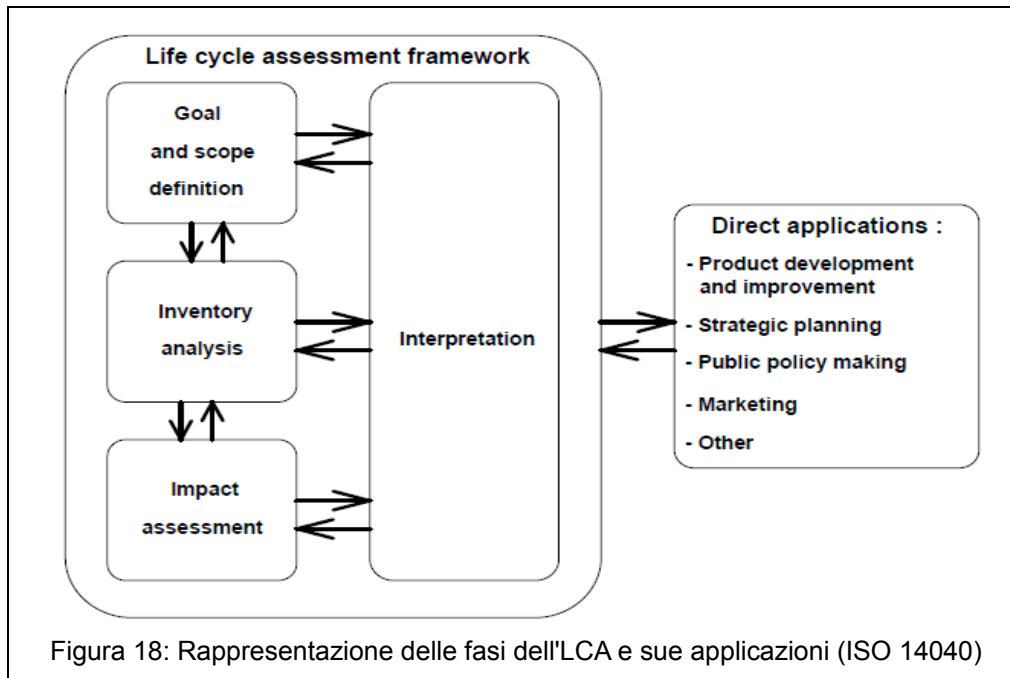 Life cycle assessment framework
Goal
and scope
definition
Inventory
analysis
Impact
assessment
Interpretation
Direct applications :
- Product development
and improvement
- Strategic planning
- Public policy making
- Marketing
- Other
Figura 18: Rappresentazione delle fasi dell'LCA e sue applicazioni (ISO 14040)